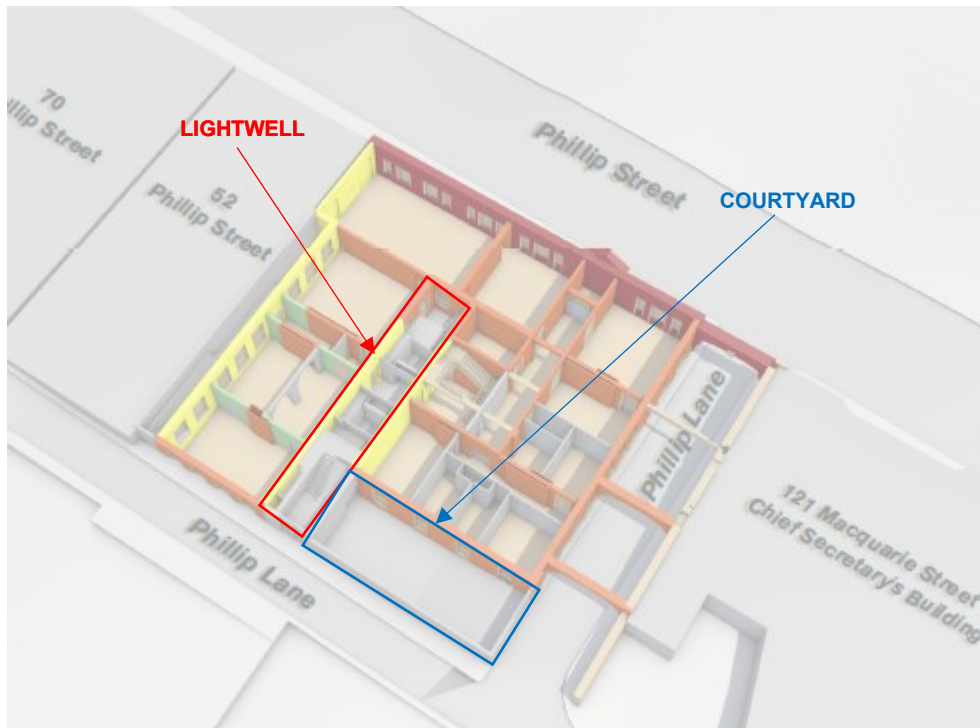 70
llip Street
LIGHTWELL
52
Phillip Street
Phillip Street
COURTYARD
Phillip Lane
121 Macquarie Street
Chief Secretary's Building
Phillip Lane